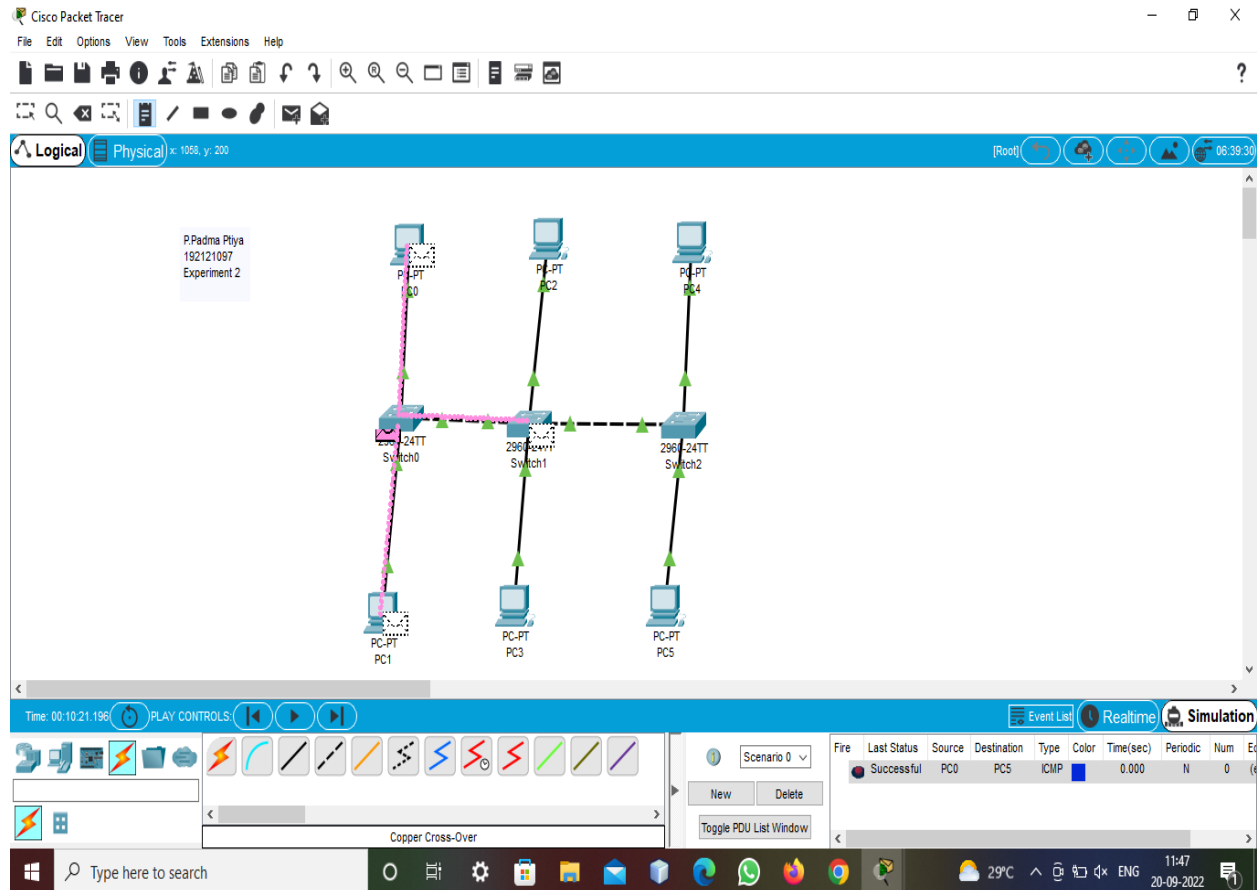 Cisco Packet Tracer
File Edit Options View Tools Extensions Help
Logical Physical x: 1058, y: 200 [Root] 06:39:30
P.Padma Ptiya
192121097
Experiment 2
PC-PT
PC0
PC-PT
PC2
PC-PT
PC4
2960-24TT
Switch0
2960-24TT
Switch1
2960-24TT
Switch2
PC-PT
PC1
PC-PT
PC3
PC-PT
PC5
Time: 00:10:21.196 PLAY CONTROLS: Event List Realtime Simulation
Scenario 0
New Delete
Toggle PDU List Window
Fire Last Status Source Destination Type Color Time(sec) Periodic Num
Successful PC0 PC5 ICMP 0.000 N 0
Copper Cross-Over
Type here to search
29°C ENG
11:47
20-09-2022